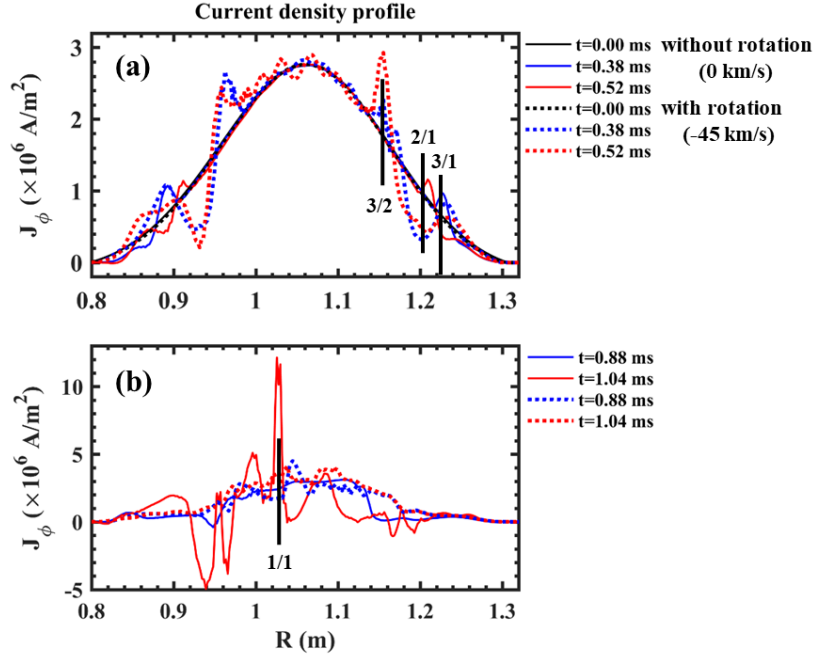 Current density profile
(a)
J_ϕ (×10^6 A/m^2)
3
2
1
0
0.8
0.9
1
1.1
1.2
1.3
3/2
2/1
3/1
t=0.00 ms
t=0.38 ms
t=0.52 ms
t=0.00 ms
t=0.38 ms
t=0.52 ms
without rotation
(0 km/s)
with rotation
(-45 km/s)
(b)
J_ϕ (×10^6 A/m^2)
10
5
0
-5
0.8
0.9
1
1.1
1.2
1.3
1/1
R (m)
t=0.88 ms
t=1.04 ms
t=0.88 ms
t=1.04 ms